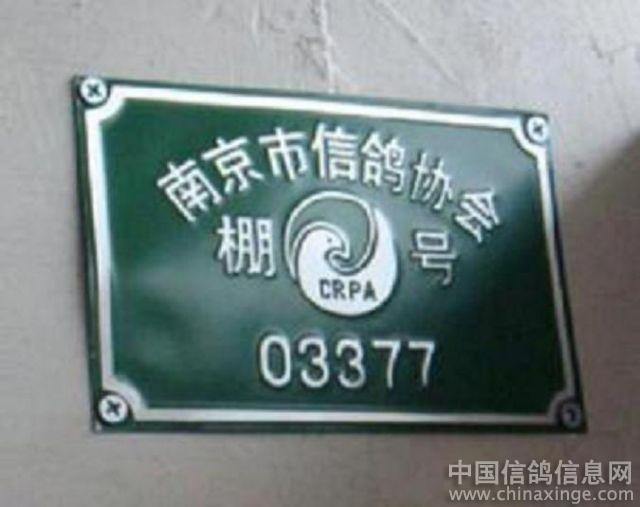 南京市信鸽协会
棚 号
CRPA
03377
中国信鸽信息网
www.chinaxinge.com